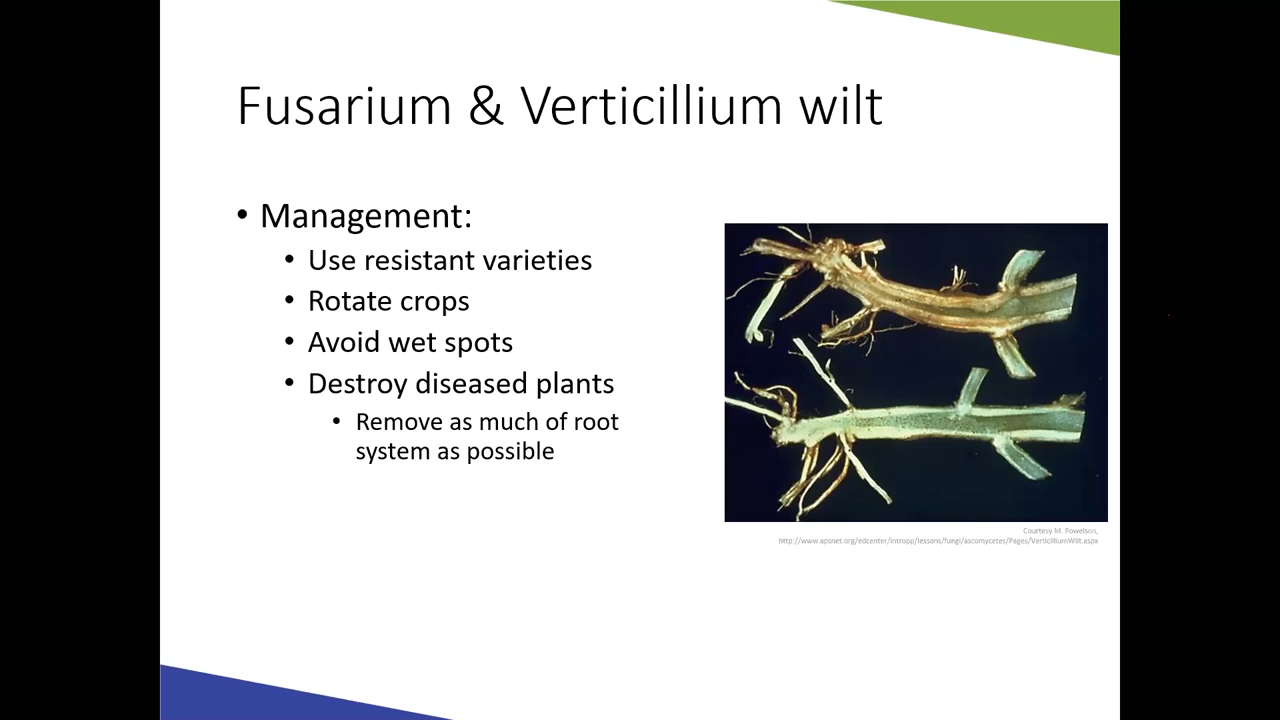 Fusarium & Verticillium wilt
• Management:
• Use resistant varieties
• Rotate crops
• Avoid wet spots
• Destroy diseased plants
• Remove as much of root
system as possible
Courtesy M. Powelson,
http://www.apsnet.org/edcenter/intropp/lessons/fungi/ascomycetes/Pages/VerticilliumWilt.aspx